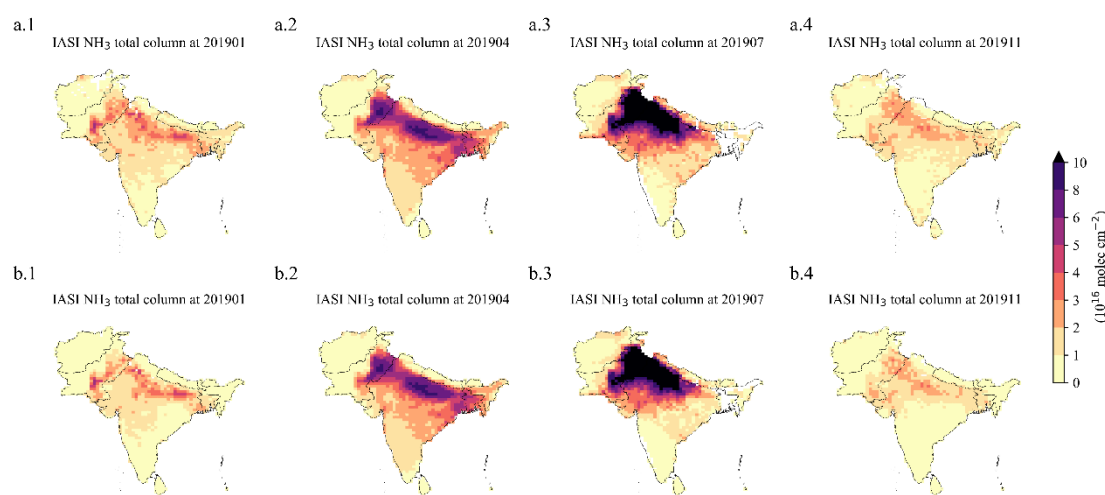 a.1 a.2 a.3 a.4
IASI NH₃ total column at 201901 IASI NH₃ total column at 201904 IASI NH₃ total column at 201907 IASI NH₃ total column at 201911
b.1 b.2 b.3 b.4
IASI NH₃ total column at 201901 IASI NH₃ total column at 201904 IASI NH₃ total column at 201907 IASI NH₃ total column at 201911
10
8
6
5
4
3
2
1
0
(10¹⁶ molec cm⁻²)